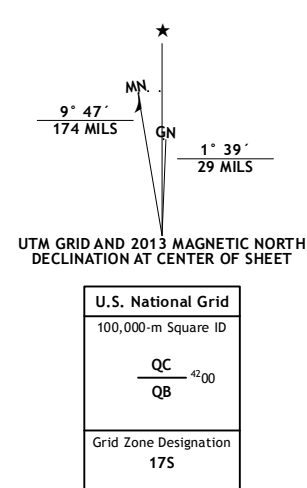 ★
MN
9° 47´
174 MILS
GN
1° 39´
29 MILS
UTM GRID AND 2013 MAGNETIC NORTH
DECLINATION AT CENTER OF SHEET
U.S. National Grid
100,000-m Square ID
QC
4200
QB
Grid Zone Designation
17S